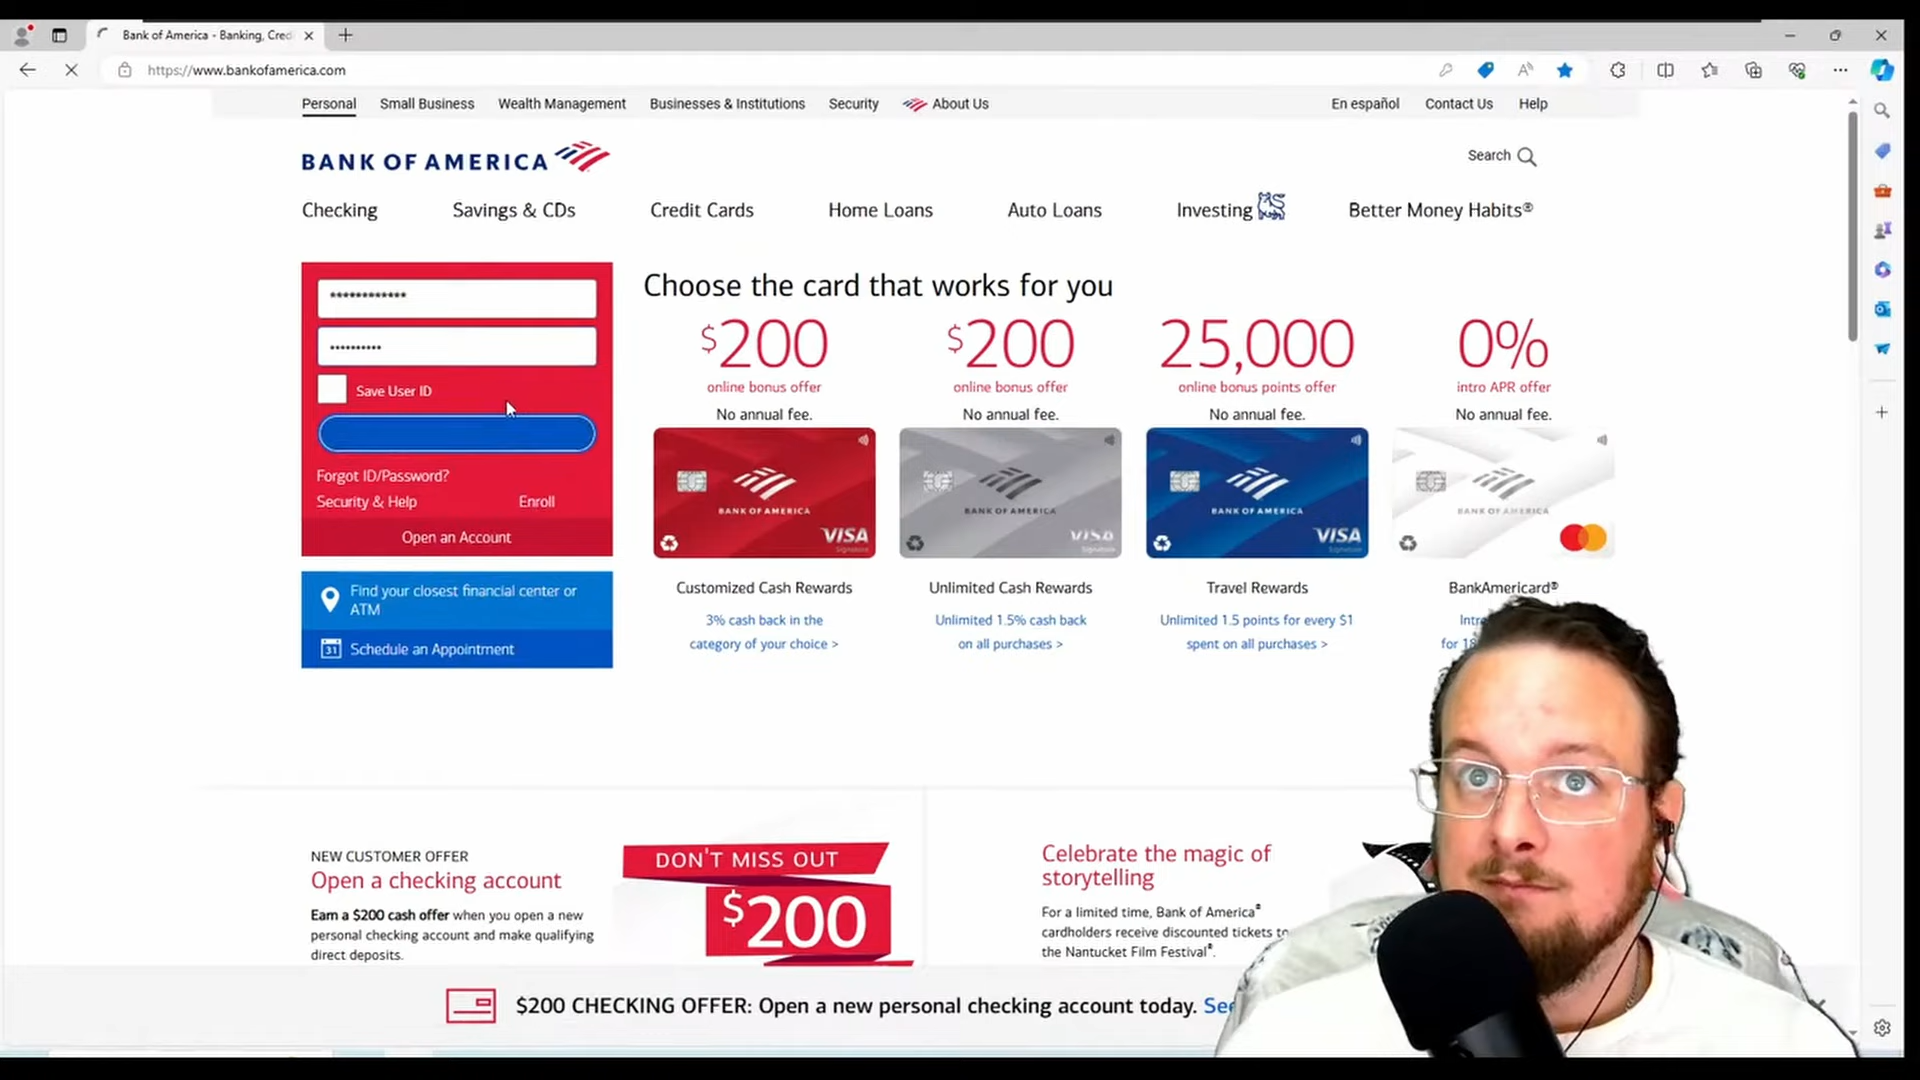 Bank of America - Banking, Cred
https://www.bankofamerica.com
Personal Small Business Wealth Management Businesses & Institutions Security About Us En español Contact Us Help
BANK OF AMERICA
Search
Checking Savings & CDs Credit Cards Home Loans Auto Loans Investing Better Money Habits®
************
••••••••••
Save User ID
Forgot ID/Password?
Security & Help Enroll
Open an Account
Find your closest financial center or
ATM
31 Schedule an Appointment
Choose the card that works for you
$200
online bonus offer
No annual fee.
BANK OF AMERICA
VISA
Signature
Customized Cash Rewards
3% cash back in the
category of your choice >
$200
online bonus offer
No annual fee.
BANK OF AMERICA
VISA
Signature
Unlimited Cash Rewards
Unlimited 1.5% cash back
on all purchases >
25,000
online bonus points offer
No annual fee.
BANK OF AMERICA
VISA
Signature
Travel Rewards
Unlimited 1.5 points for every $1
spent on all purchases >
0%
intro APR offer
No annual fee.
BANK OF AMERICA
BankAmericard®
Intr
for 18
NEW CUSTOMER OFFER
Open a checking account
Earn a $200 cash offer when you open a new
personal checking account and make qualifying
direct deposits.
DON'T MISS OUT
$200
Celebrate the magic of
storytelling
For a limited time, Bank of America®
cardholders receive discounted tickets to
the Nantucket Film Festival®.
$200 CHECKING OFFER: Open a new personal checking account today. See